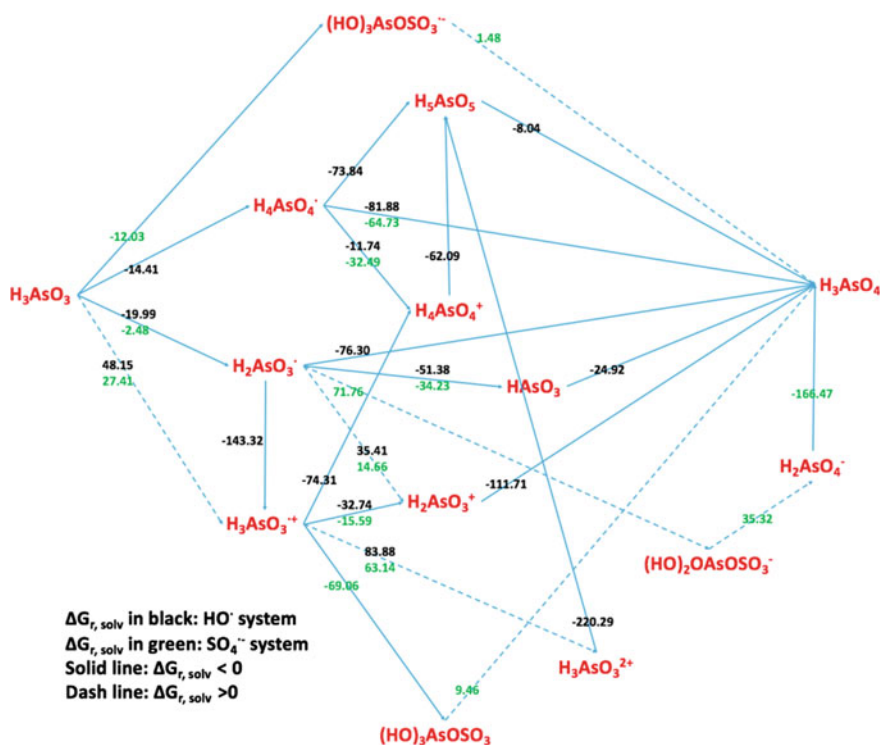 (HO)₃AsOSO₃·⁻
1.48
H₅AsO₅
-8.04
-73.84
H₄AsO₄·
-81.88
-64.73
-12.03
-11.74
-32.49
-62.09
-14.41
H₃AsO₃
H₃AsO₄
H₄AsO₄⁺
-19.99
-2.48
-76.30
48.15
27.41
H₂AsO₃·
-51.38
-34.23
HAsO₃
-24.92
71.76
-166.47
-143.32
35.41
14.66
H₂AsO₄⁻
-74.31
-111.71
H₂AsO₃⁺
-32.74
-15.59
H₃AsO₃·⁺
35.32
83.88
63.14
(HO)₂OAsOSO₃⁻
-69.06
ΔGr, solv in black: HO· system
-220.29
ΔGr, solv in green: SO₄·⁻ system
Solid line: ΔGr, solv < 0
H₃AsO₃²⁺
Dash line: ΔGr, solv >0
9.46
(HO)₃AsOSO₃